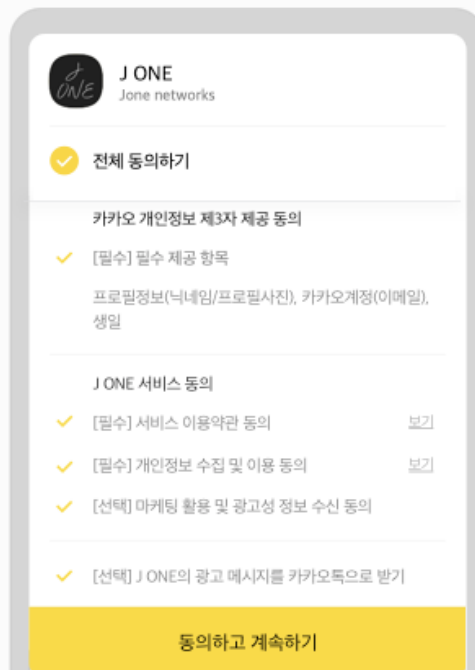 J ONE
J ONE
Jone networks
전체 동의하기
카카오 개인정보 제3자 제공 동의
[필수] 필수 제공 항목
프로필정보(닉네임/프로필사진), 카카오계정(이메일),
생일
J ONE 서비스 동의
[필수] 서비스 이용약관 동의 보기
[필수] 개인정보 수집 및 이용 동의 보기
[선택] 마케팅 활용 및 광고성 정보 수신 동의
[선택] J ONE의 광고 메시지를 카카오톡으로 받기
동의하고 계속하기